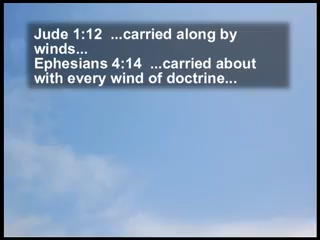 Jude 1:12  ...carried along by
winds...
Ephesians 4:14  ...carried about
with every wind of doctrine...